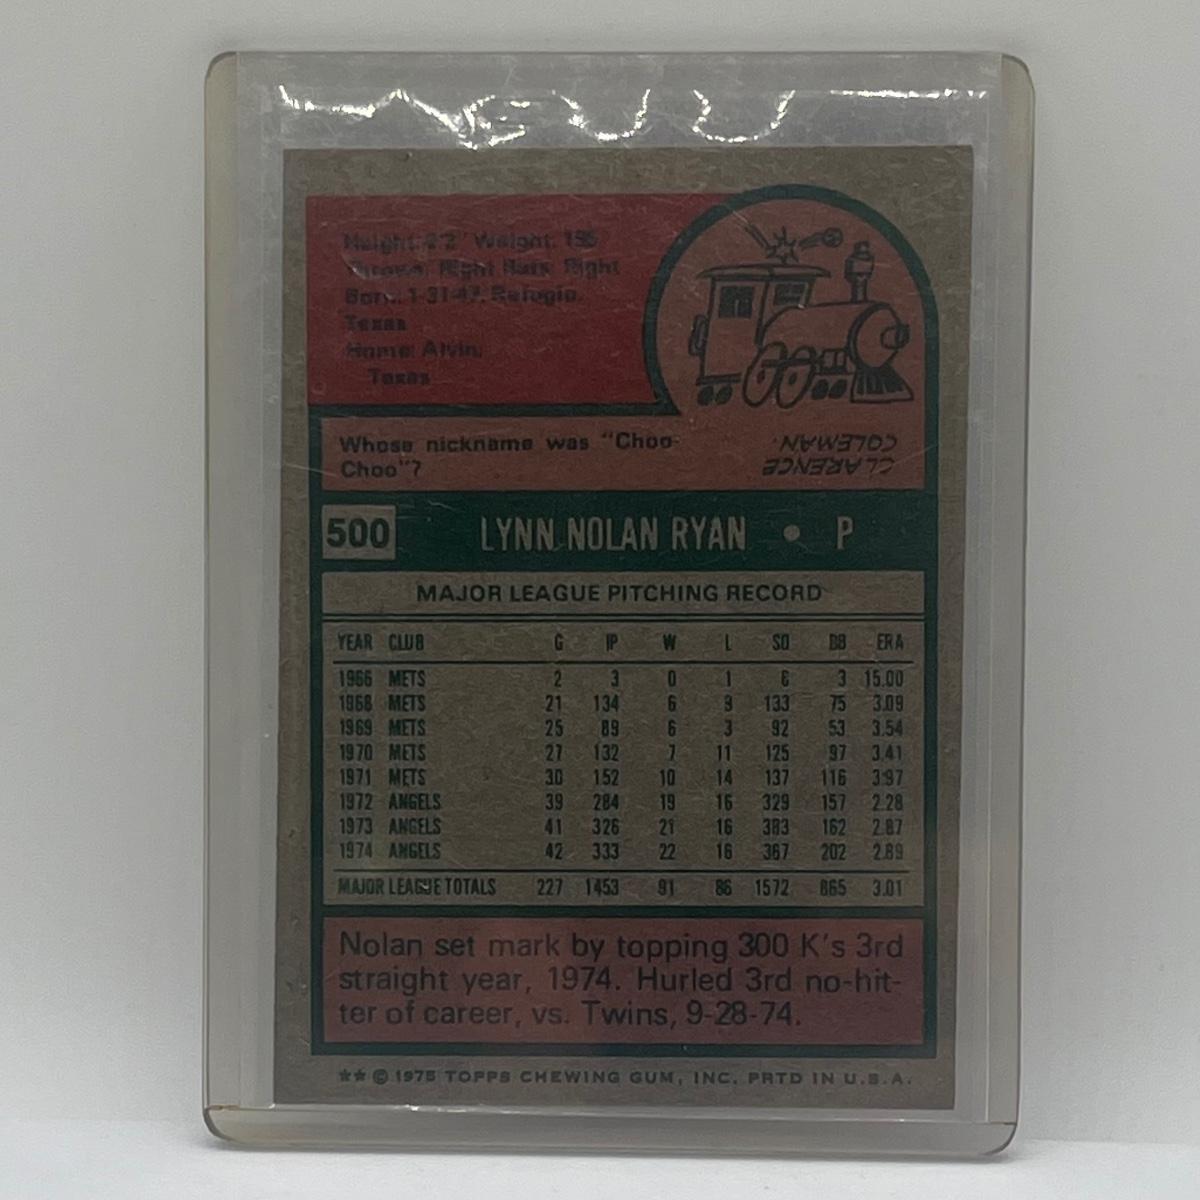 Height: 6'2" Weight: 195
Throws: Right Bats: Right
Born: 1-31-47, Refugio,
Texas
Home: Alvin,
Texas
Whose nickname was "Choo-
Choo"?
CLARENCE
COLEMAN.
500 LYNN NOLAN RYAN • P
MAJOR LEAGUE PITCHING RECORD
YEAR CLUB G IP W L SO BB ERA
1966 METS 2 3 0 1 6 3 15.00
1968 METS 21 134 6 9 133 75 3.09
1969 METS 25 89 6 3 92 53 3.54
1970 METS 27 132 7 11 125 97 3.41
1971 METS 30 152 10 14 137 116 3.97
1972 ANGELS 39 284 19 16 329 157 2.28
1973 ANGELS 41 326 21 16 383 162 2.87
1974 ANGELS 42 333 22 16 367 202 2.89
MAJOR LEAGUE TOTALS 227 1453 91 86 1572 865 3.01
Nolan set mark by topping 300 K's 3rd
straight year, 1974. Hurled 3rd no-hit-
ter of career, vs. Twins, 9-28-74.
★★ © 1975 TOPPS CHEWING GUM, INC. PRTD IN U.S.A.